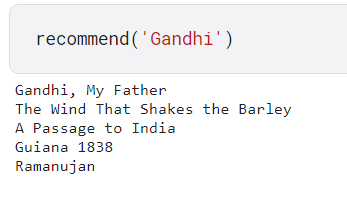 recommend('Gandhi')
Gandhi, My Father
The Wind That Shakes the Barley
A Passage to India
Guiana 1838
Ramanujan